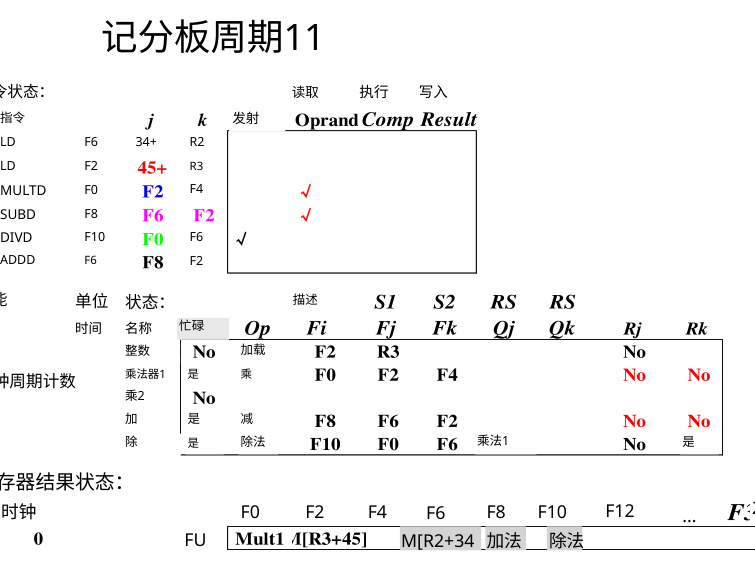 记分板周期11
令状态：
读取 执行 写入
指令 j k 发射 Oprand Comp Result
LD F6 34+ R2
LD F2 45+ R3
MULTD F0 F2 F4 √
SUBD F8 F6 F2 √
DIVD F10 F0 F6 √
ADDD F6 F8 F2
能 单位 状态： 描述 S1 S2 RS RS
时间 名称 忙碌 Op Fi Fj Fk Qj Qk Rj Rk
整数 No 加载 F2 R3 No
乘法器1 是 乘 F0 F2 F4 No No
钟周期计数
乘2 No
加 是 减 F8 F6 F2 No No
除 是 除法 F10 F0 F6 乘法1 No 是
存器结果状态：
时钟 F0 F2 F4 F6 F8 F10 F12 ...
0 FU Mult1 M[R3+45] M[R2+34 加法 除法